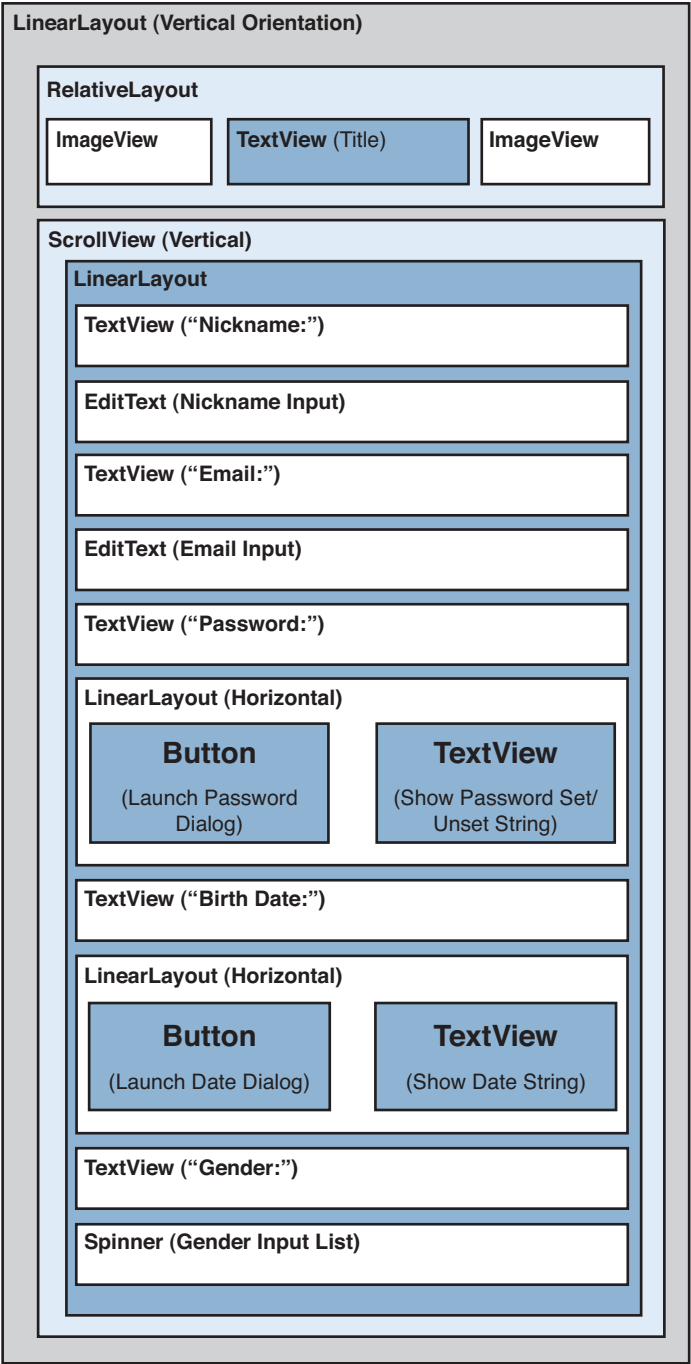 LinearLayout (Vertical Orientation)
RelativeLayout
ImageView
TextView (Title)
ImageView
ScrollView (Vertical)
LinearLayout
TextView (“Nickname:”)
EditText (Nickname Input)
TextView (“Email:”)
EditText (Email Input)
TextView (“Password:”)
LinearLayout (Horizontal)
Button
(Launch Password
Dialog)
TextView
(Show Password Set/
Unset String)
TextView (“Birth Date:”)
LinearLayout (Horizontal)
Button
(Launch Date Dialog)
TextView
(Show Date String)
TextView (“Gender:”)
Spinner (Gender Input List)